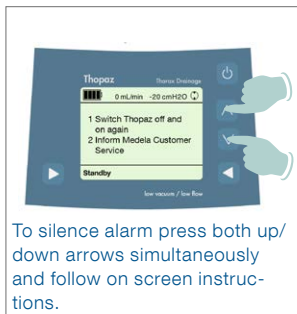 Thopaz Thorax Drainage
0 mL/min -20 cmH2O
1 Switch Thopaz off and
on again
2 Inform Medela Customer
Service
Standby
low vacuum / low flow
To silence alarm press both up/
down arrows simultaneously
and follow on screen instruc-
tions.